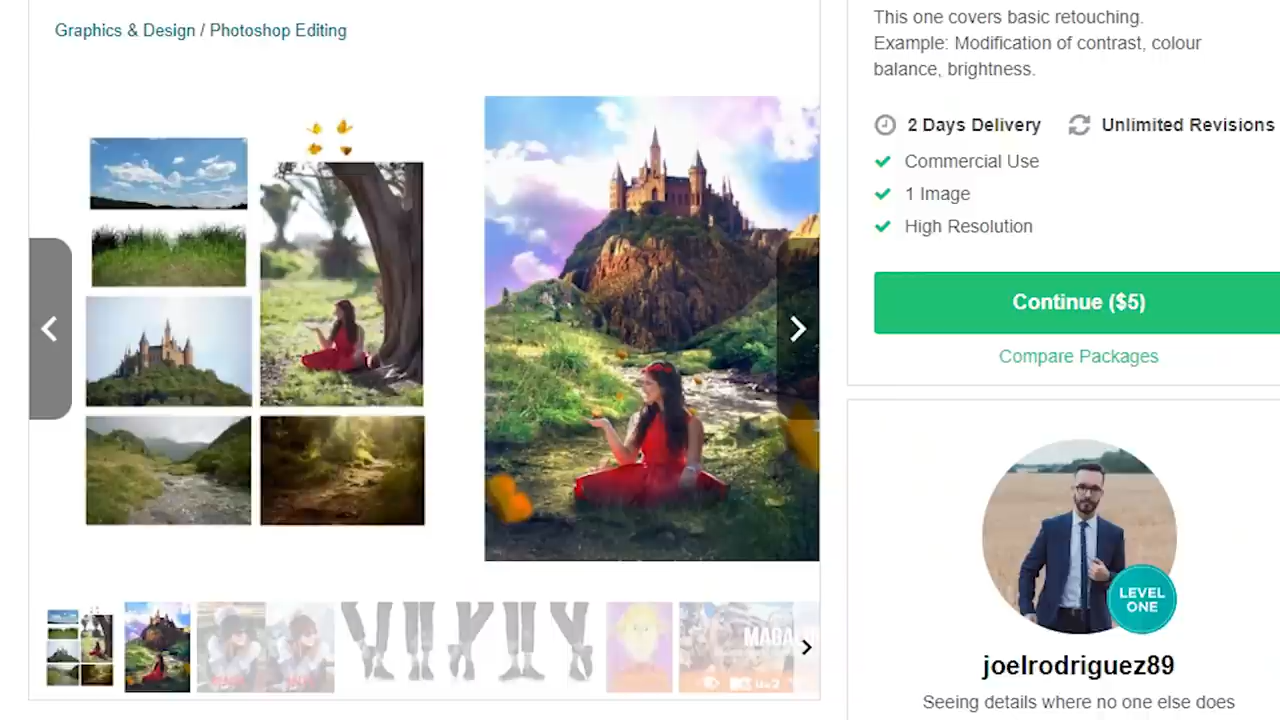 Graphics & Design / Photoshop Editing
This one covers basic retouching.
Example: Modification of contrast, colour
balance, brightness.
2 Days Delivery
Unlimited Revisions
Commercial Use
1 Image
High Resolution
Continue ($5)
Compare Packages
LEVEL
ONE
joelrodriguez89
Seeing details where no one else does